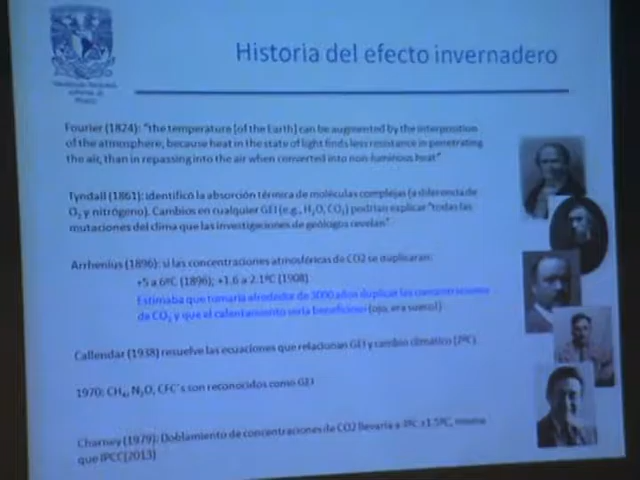 Historia del efecto invernadero
Fourier (1824): "the temperature [of the Earth] can be augmented by the interposition
of the atmosphere, because heat in the state of light finds less resistance in penetrating
the air, than in repassing into the air when converted into non-luminous heat"
Tyndall (1861): identificó la absorción térmica de moléculas complejas (a diferencia de
O₂ y nitrógeno). Cambios en cualquier GEI (e.g., H₂O, CO₂) podrían explicar "todas las
mutaciones del clima que las investigaciones de geólogos revelan"
Arrhenius (1896): si las concentraciones atmosféricas de CO2 se duplicaran:
+5 a 6ºC (1896); +1.6 a 2.1ºC (1908)
Estimaba que tomaría alrededor de 3000 años duplicar las concentraciones
de CO₂ y que el calentamiento sería beneficioso (ojo, era sueco!)
Callendar (1938) resuelve las ecuaciones que relacionan GEI y cambio climático (2ºC)
1970: CH₄, N₂O, CFC´s son reconocidos como GEI
Charney (1979): Doblamiento de concentraciones de CO2 llevaría a 3ºC ±1.5ºC, mismo
que IPCC(2013)